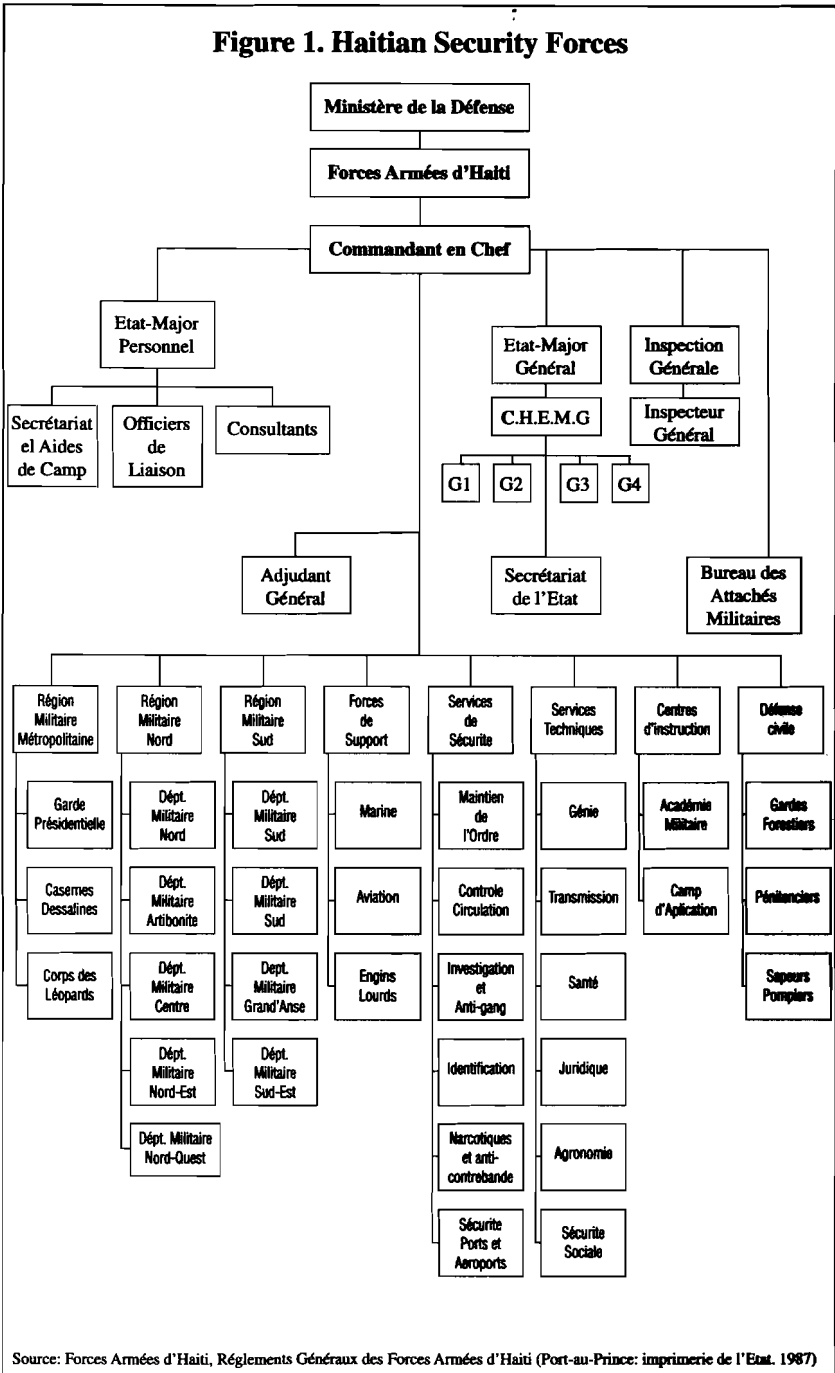 Figure 1. Haitian Security Forces
Ministère de la Défense
Forces Armées d'Haiti
Commandant en Chef
Etat-Major
Personnel
Secrétariat
el Aides
de Camp
Officiers
de
Liaison
Consultants
Etat-Major
Général
C.H.E.M.G
G1
G2
G3
G4
Inspection
Générale
Inspecteur
Général
Adjudant
Général
Secrétariat
de l'Etat
Bureau des
Attachés
Militaires
Région
Militaire
Métropolitaine
Garde
Présidentielle
Casernes
Dessalines
Corps des
Léopards
Région
Militaire
Nord
Dépt.
Militaire
Nord
Dépt.
Militaire
Artibonite
Dépt.
Militaire
Centre
Dépt.
Militaire
Nord-Est
Dépt. Militaire
Nord-Quest
Région
Militaire
Sud
Dépt.
Militaire
Sud
Dépt.
Militaire
Sud
Dept.
Militaire
Grand'Anse
Dépt.
Militaire
Sud-Est
Forces
de
Support
Marine
Aviation
Engins
Lourds
Services
de
Sécurite
Maintien
de
l'Ordre
Controle
Circulation
Investigation
et
Anti-gang
Identification
Narcotiques
et anti-
contrebande
Sécurite
Ports et
Aeroports
Services
Techniques
Génie
Transmission
Santé
Juridique
Agronomie
Sécurite
Sociale
Centres
d'instruction
Académie
Militaire
Camp
d'Aplication
Défense
civile
Gardes
Forestiers
Pénitenciers
Sapeurs
Pompiers
Source: Forces Armées d'Haiti, Réglements Généraux des Forces Armées d'Haiti (Port-au-Prince: imprimerie de l'Etat. 1987)